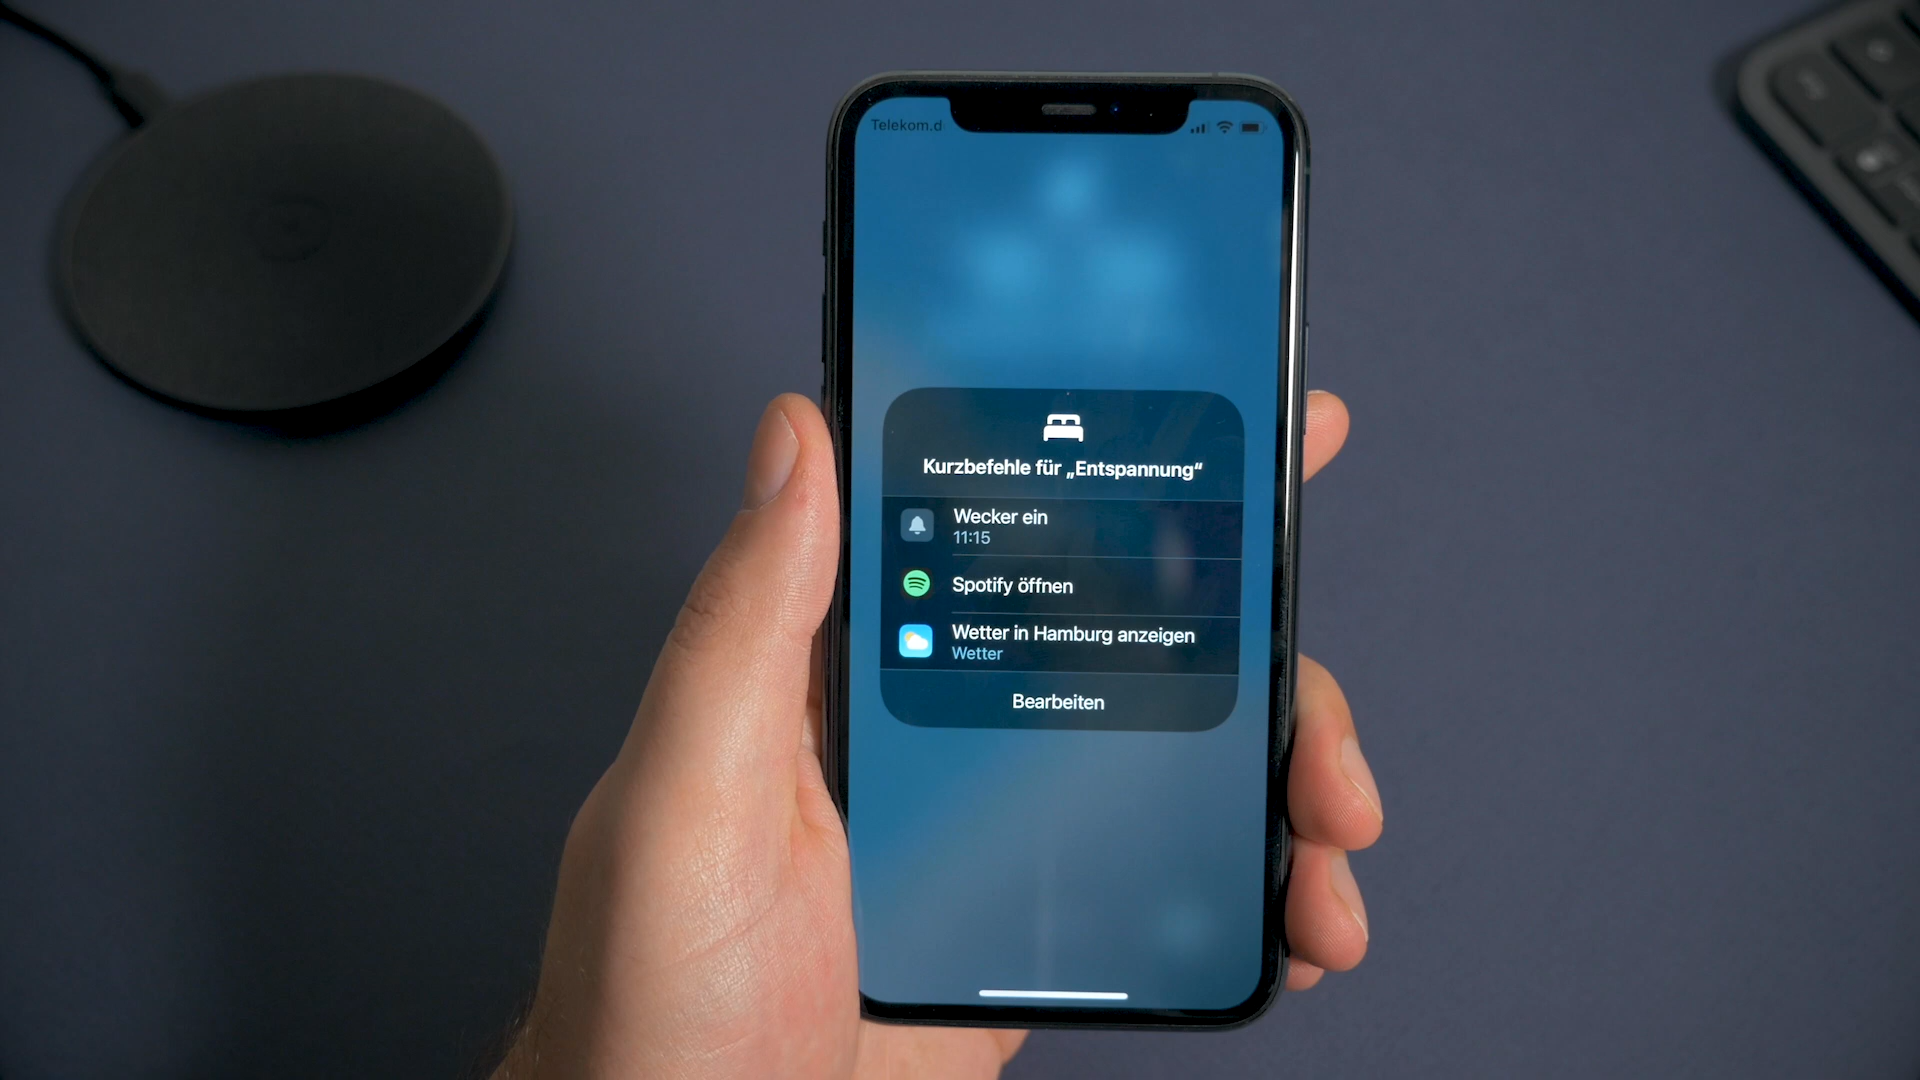 Telekom.d
Kurzbefehle für „Entspannung“
Wecker ein
11:15
Spotify öffnen
Wetter in Hamburg anzeigen
Wetter
Bearbeiten